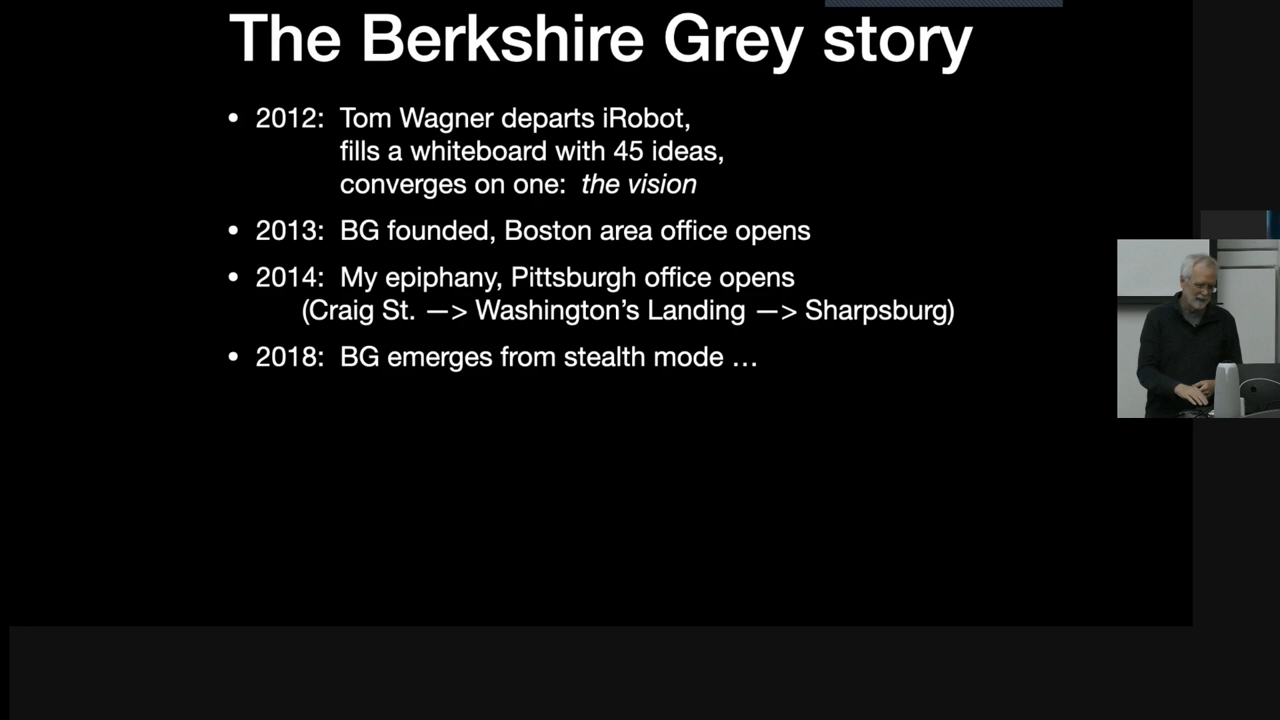 The Berkshire Grey story
• 2012: Tom Wagner departs iRobot,
fills a whiteboard with 45 ideas,
converges on one: the vision
• 2013: BG founded, Boston area office opens
• 2014: My epiphany, Pittsburgh office opens
(Craig St. —> Washington’s Landing —> Sharpsburg)
• 2018: BG emerges from stealth mode …